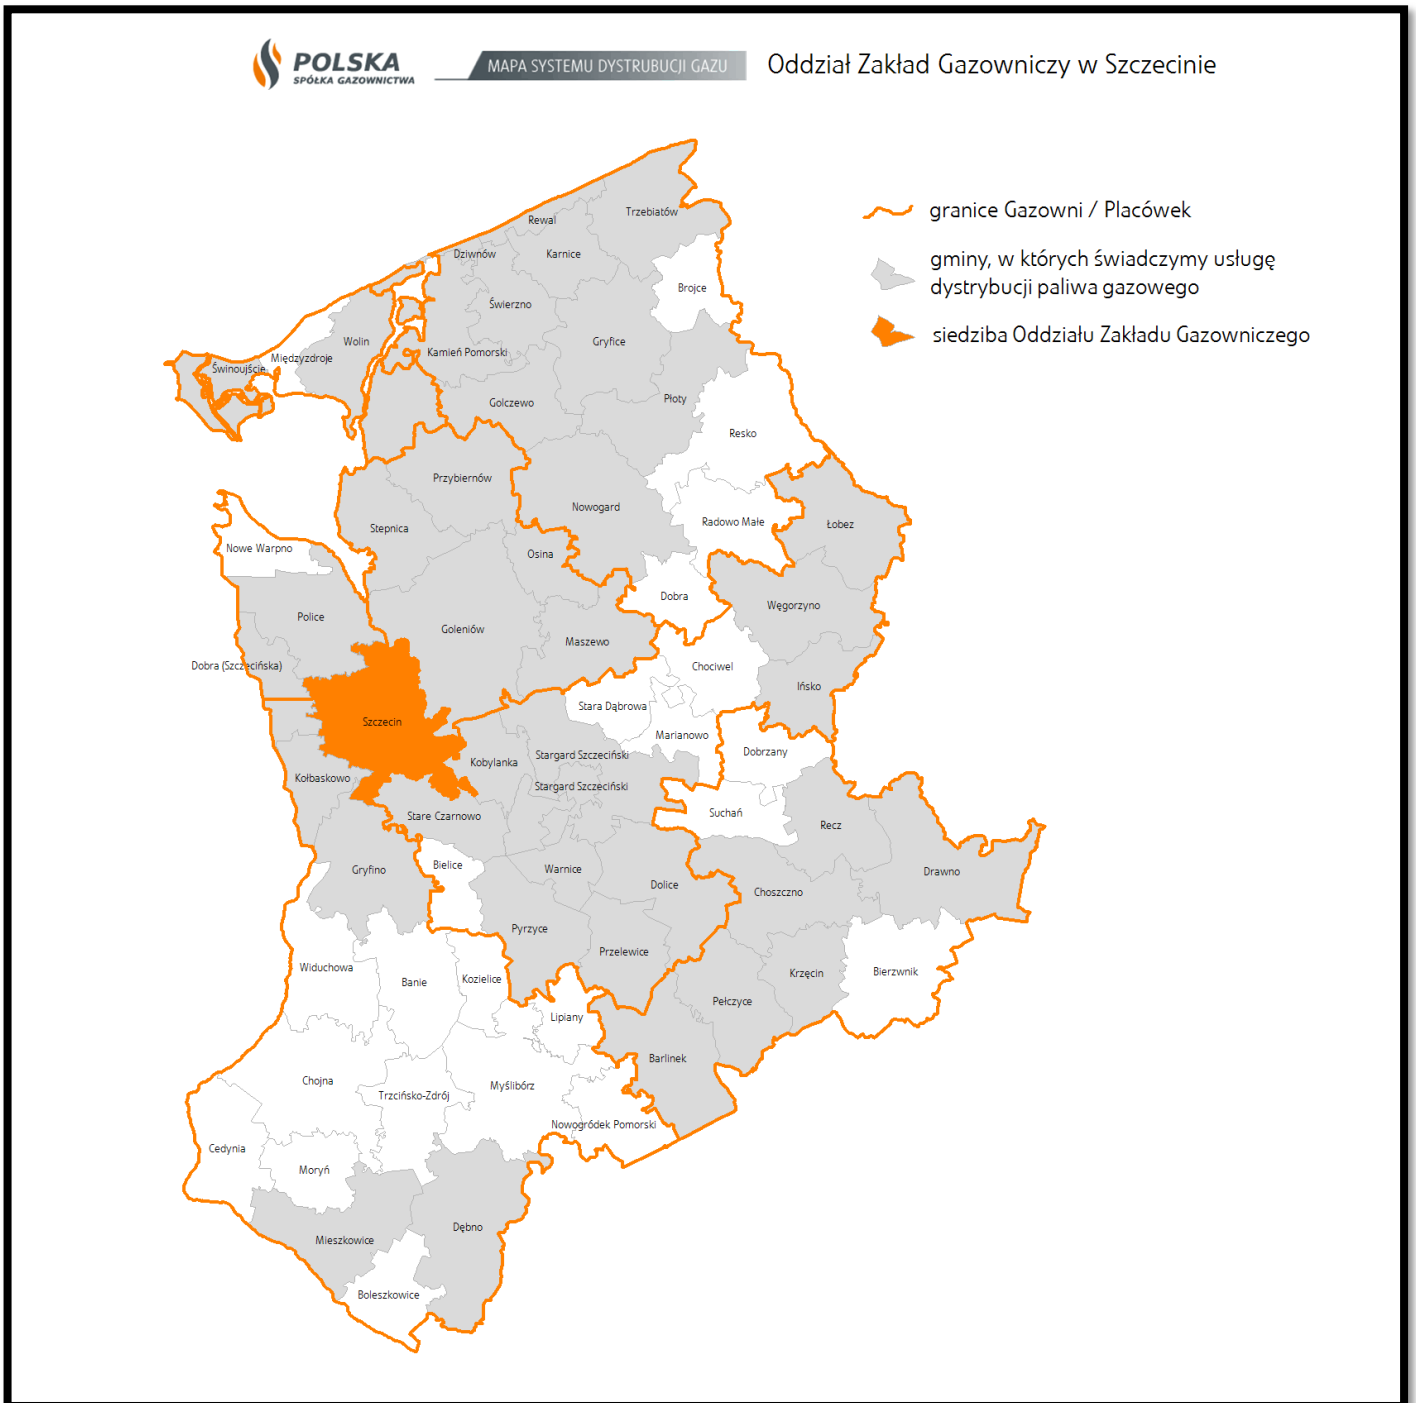 POLSKA
SPÓŁKA GAZOWNICTWA
MAPA SYSTEMU DYSTRUBUCJI GAZU
Oddział Zakład Gazowniczy w Szczecinie
granice Gazowni / Placówek
gminy, w których świadczymy usługę
dystrybucji paliwa gazowego
siedziba Oddziału Zakładu Gazowniczego
Trzebiatów
Rewal
Dziwnów
Karnice
Brojce
Świerzno
Wolin
Gryfice
Kamień Pomorski
Międzyzdroje
Świnoujście
Płoty
Golczewo
Resko
Przybiernów
Nowogard
Radowo Małe
Łobez
Stepnica
Nowe Warpno
Osina
Dobra
Węgorzyno
Police
Goleniów
Maszewo
Dobra (Szczecińska)
Chociwel
Ińsko
Stara Dąbrowa
Szczecin
Marianowo
Dobrzany
Stargard Szczeciński
Kobylanka
Kołbaskowo
Stargard Szczeciński
Stare Czarnowo
Suchań
Recz
Bielice
Gryfino
Warnice
Drawno
Dolice
Choszczno
Pyrzyce
Przelewice
Widuchowa
Banie
Kozielice
Krzęcin
Bierzwnik
Pełczyce
Lipiany
Barlinek
Chojna
Myślibórz
Trzcińsko-Zdrój
Nowogródek Pomorski
Cedynia
Moryń
Dębno
Mieszkowice
Boleszkowice